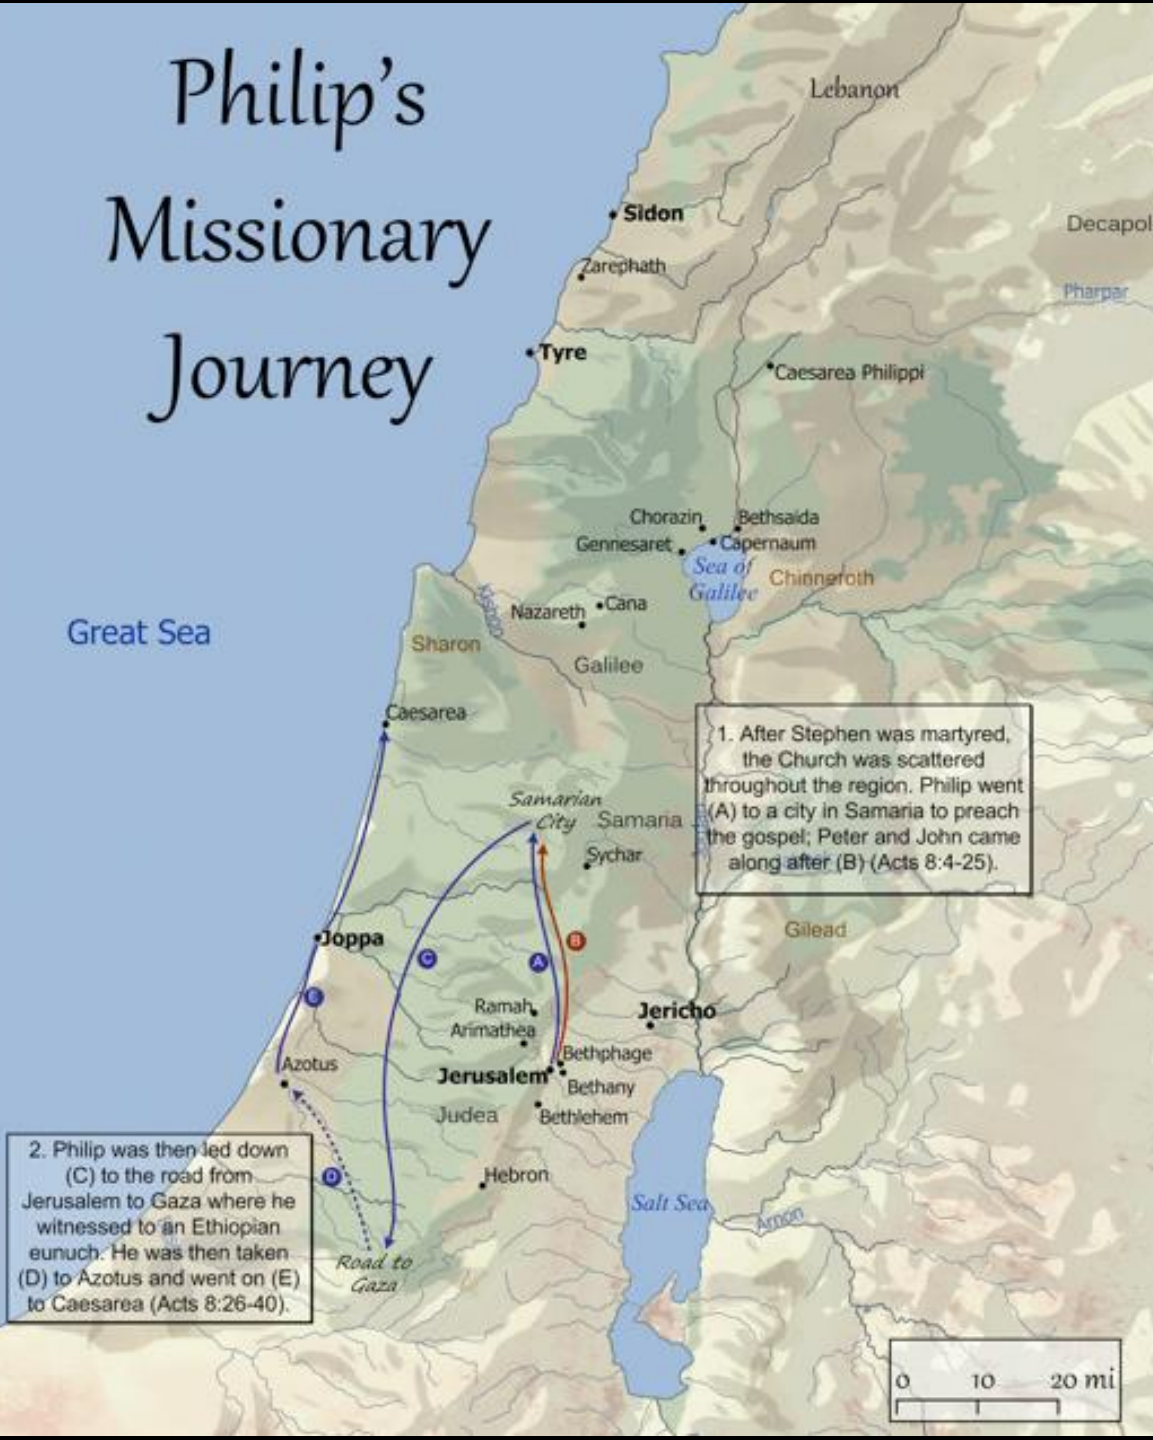 Philip's
Missionary
Journey
Lebanon
Sidon
Decapol
Zarephath
Pharpar
Tyre
Caesarea Philippi
Chorazin
Bethsaida
Gennesaret
Capernaum
Sea of
Galilee
Chinneroth
Kishon
Nazareth
Cana
Great Sea
Sharon
Galilee
Caesarea
1. After Stephen was martyred,
the Church was scattered
throughout the region. Philip went
(A) to a city in Samaria to preach
the gospel; Peter and John came
along after (B) (Acts 8:4-25).
Samarian
City
Samaria
Sychar
Gilead
Joppa
C
A
B
E
Ramah
Arimathea
Jericho
Azotus
Bethphage
Jerusalem
Bethany
Judea
Bethlehem
2. Philip was then led down
(C) to the road from
Jerusalem to Gaza where he
witnessed to an Ethiopian
eunuch. He was then taken
(D) to Azotus and went on (E)
to Caesarea (Acts 8:26-40).
D
Hebron
Salt Sea
Arnon
Road to
Gaza
0 10 20 mi